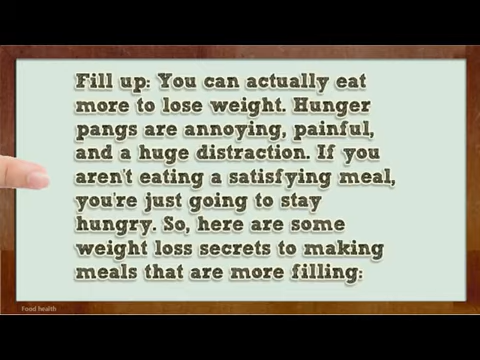 Fill up: You can actually eat
more to lose weight. Hunger
pangs are annoying, painful,
and a huge distraction. If you
aren't eating a satisfying meal,
you're just going to stay
hungry. So, here are some
weight loss secrets to making
meals that are more filling:
Food health